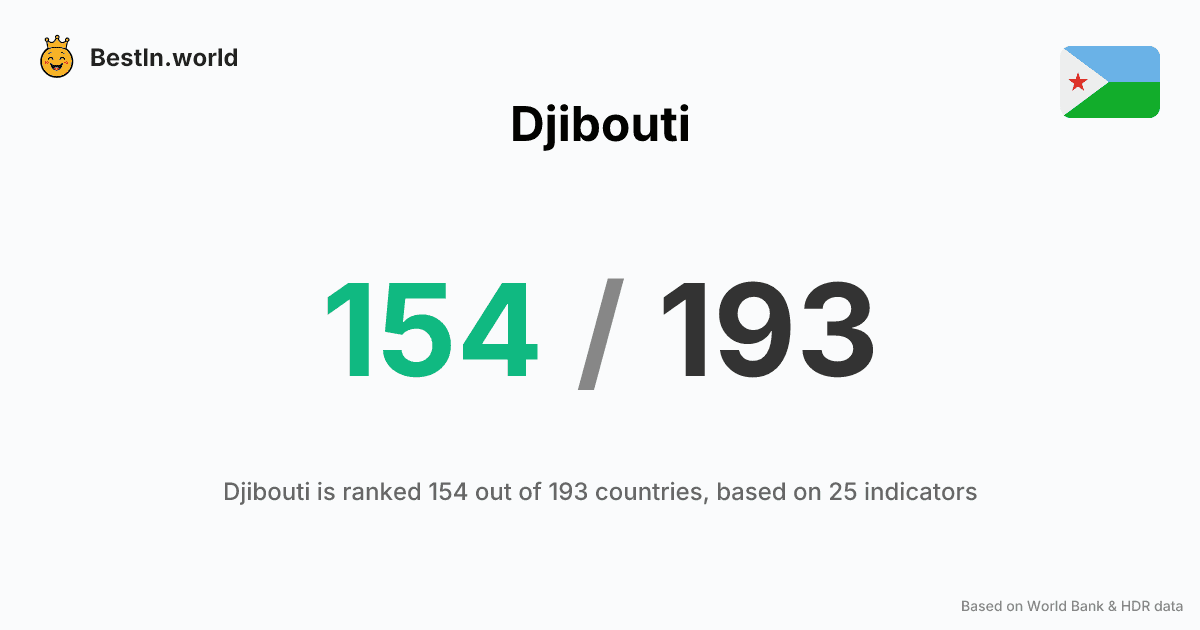 BestIn.world
Djibouti
154 / 193
Djibouti is ranked 154 out of 193 countries, based on 25 indicators
Based on World Bank & HDR data